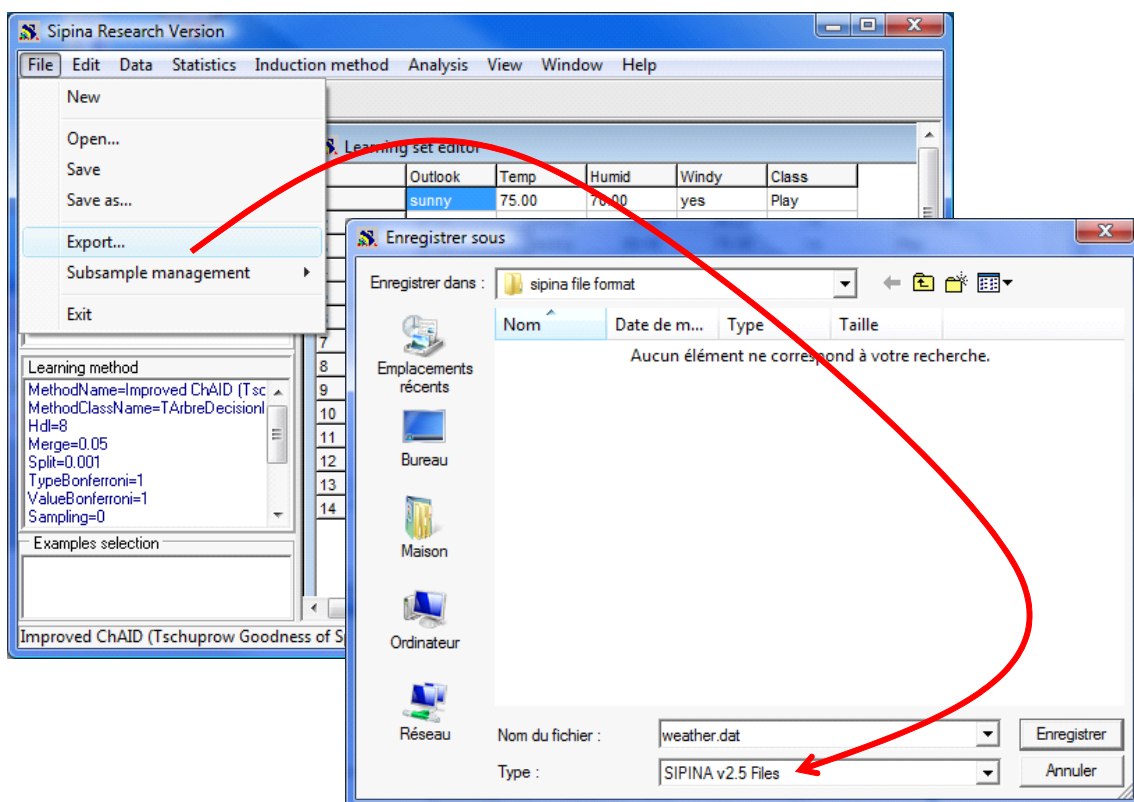 Sipina Research Version
File Edit Data Statistics Induction method Analysis View Window Help
New
Open...
Save
Save as...
Export...
Subsample management
Exit
Learning set editor
Outlook Temp Humid Windy Class
sunny 75.00 70.00 yes Play
7
8
9
10
11
12
13
14
Learning method
MethodName=Improved ChAID (Tsc
MethodClassName=TArbreDecisionI
Hdl=8
Merge=0.05
Split=0.001
TypeBonferroni=1
ValueBonferroni=1
Sampling=0
Examples selection
Improved ChAID (Tschuprow Goodness of Sp
Enregistrer sous
Enregistrer dans : sipina file format
Nom Date de m... Type Taille
Aucun élément ne correspond à votre recherche.
Emplacements
récents
Bureau
Maison
Ordinateur
Réseau
Nom du fichier : weather.dat Enregistrer
Type : SIPINA v2.5 Files Annuler